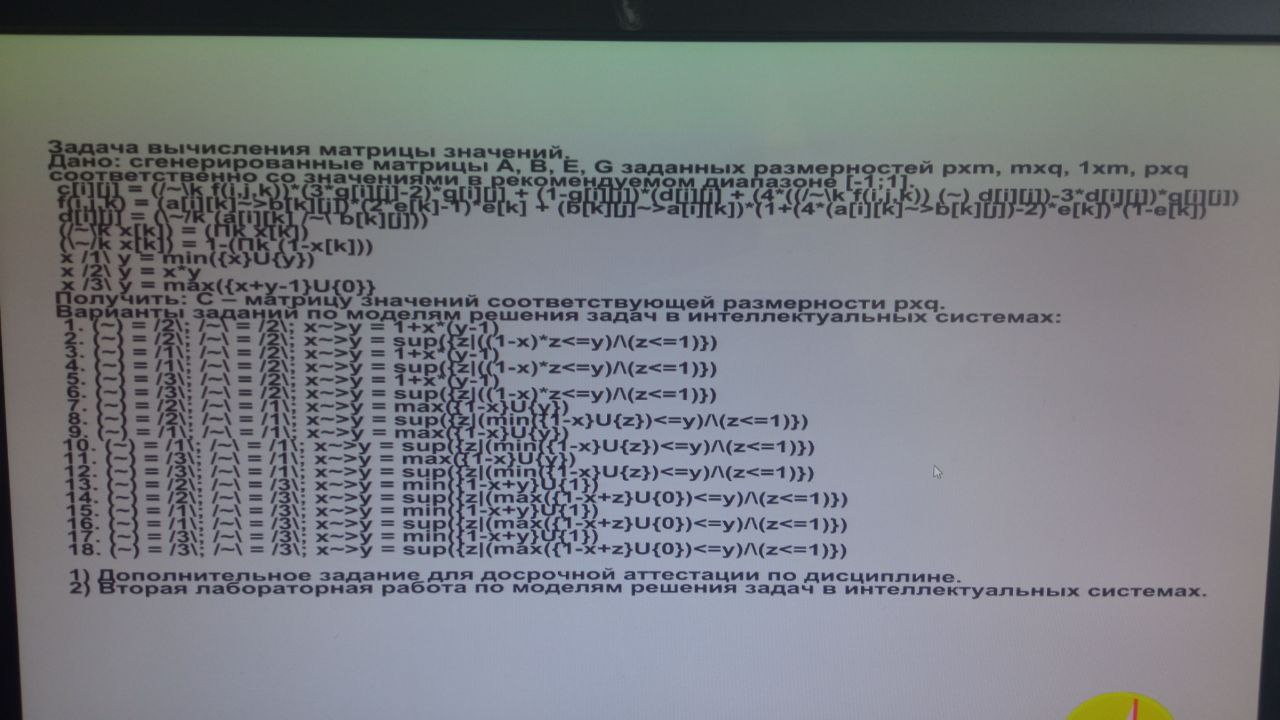 Задача вычисления матрицы значений.
Дано: сгенерированные матрицы A, B, E, G заданных размерностей pxm, mxq, 1xm, pxq
соответственно со значениями в рекомендуемом диапазоне [-1;1].
c[i][j] = ((/~\k f(i,j,k))*(3*g[i][j]-2)*g[i][j] + (1-g[i][j])*(d[i][j] + (4*((/~\k f(i,j,k)) (~) d[i][j])-3*d[i][j])*g[i][j])
f(i,j,k) = (a[i][k]~>b[k][j])*(2*e[k]-1)*e[k] + (b[k][j]~>a[i][k])*(1+(4*(a[i][k]~>b[k][j])-2)*e[k])*(1-e[k])
d[i][j] = (\~/k (a[i][k] /~\ b[k][j]))
(/~\k x[k]) = (Пk x[k])
(\~/k x[k]) = 1-(Пk (1-x[k]))
x /1\ y = min({x}U{y})
x /2\ y = x*y
x /3\ y = max({x+y-1}U{0}}
Получить: C – матрицу значений соответствующей размерности pxq.
Варианты заданий по моделям решения задач в интеллектуальных системах:
1. (~) = /2\; /~\ = /2\; x~>y = 1+x*(y-1)
2. (~) = /2\; /~\ = /2\; x~>y = sup({z|((1-x)*z<=y)/\(z<=1)})
3. (~) = /1\; /~\ = /2\; x~>y = 1+x*(y-1)
4. (~) = /1\; /~\ = /2\; x~>y = sup({z|((1-x)*z<=y)/\(z<=1)})
5. (~) = /3\; /~\ = /2\; x~>y = 1+x*(y-1)
6. (~) = /3\; /~\ = /2\; x~>y = sup({z|((1-x)*z<=y)/\(z<=1)})
7. (~) = /2\; /~\ = /1\; x~>y = max({1-x}U{y})
8. (~) = /2\; /~\ = /1\; x~>y = sup({z|(min({1-x}U{z})<=y)/\(z<=1)})
9. (~) = /1\; /~\ = /1\; x~>y = max({1-x}U{y})
10. (~) = /1\; /~\ = /1\; x~>y = sup({z|(min({1-x}U{z})<=y)/\(z<=1)})
11. (~) = /3\; /~\ = /1\; x~>y = max({1-x}U{y})
12. (~) = /3\; /~\ = /1\; x~>y = sup({z|(min({1-x}U{z})<=y)/\(z<=1)})
13. (~) = /2\; /~\ = /3\; x~>y = min({1-x+y}U{1})
14. (~) = /2\; /~\ = /3\; x~>y = sup({z|(max({1-x+z}U{0})<=y)/\(z<=1)})
15. (~) = /1\; /~\ = /3\; x~>y = min({1-x+y}U{1})
16. (~) = /1\; /~\ = /3\; x~>y = sup({z|(max({1-x+z}U{0})<=y)/\(z<=1)})
17. (~) = /3\; /~\ = /3\; x~>y = min({1-x+y}U{1})
18. (~) = /3\; /~\ = /3\; x~>y = sup({z|(max({1-x+z}U{0})<=y)/\(z<=1)})
1) Дополнительное задание для досрочной аттестации по дисциплине.
2) Вторая лабораторная работа по моделям решения задач в интеллектуальных системах.